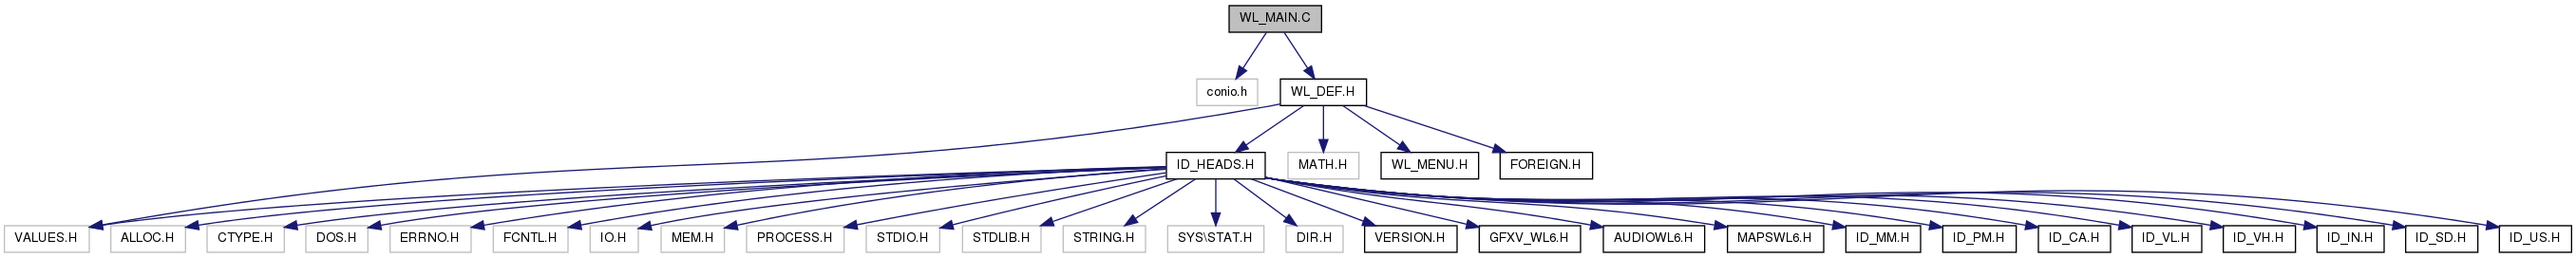 WL_MAIN.C
conio.h
WL_DEF.H
ID_HEADS.H
MATH.H
WL_MENU.H
FOREIGN.H
VALUES.H
ALLOC.H
CTYPE.H
DOS.H
ERRNO.H
FCNTL.H
IO.H
MEM.H
PROCESS.H
STDIO.H
STDLIB.H
STRING.H
SYS\STAT.H
DIR.H
VERSION.H
GFXV_WL6.H
AUDIOWL6.H
MAPSWL6.H
ID_MM.H
ID_PM.H
ID_CA.H
ID_VL.H
ID_VH.H
ID_IN.H
ID_SD.H
ID_US.H